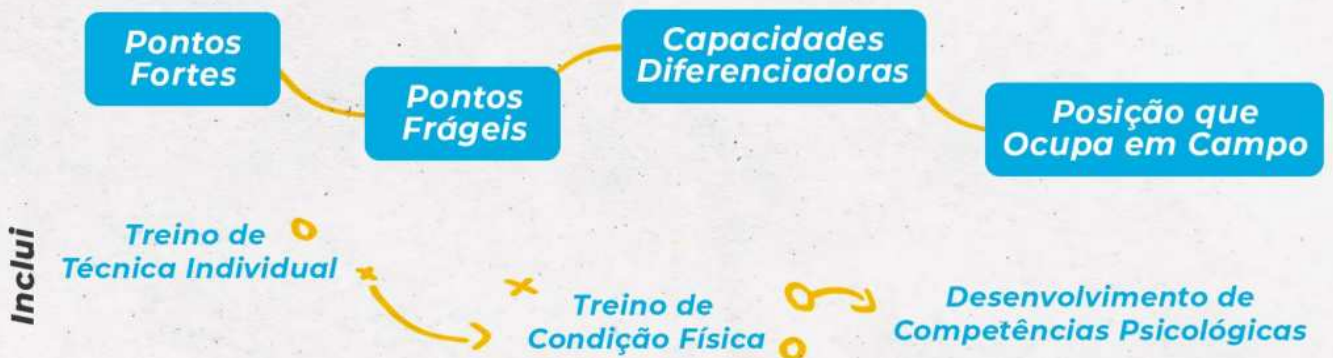 Pontos
Fortes
Pontos
Frágeis
Capacidades
Diferenciadoras
Posição que
Ocupa em Campo
Inclui
Treino de
Técnica Individual
Treino de
Condição Física
Desenvolvimento de
Competências Psicológicas